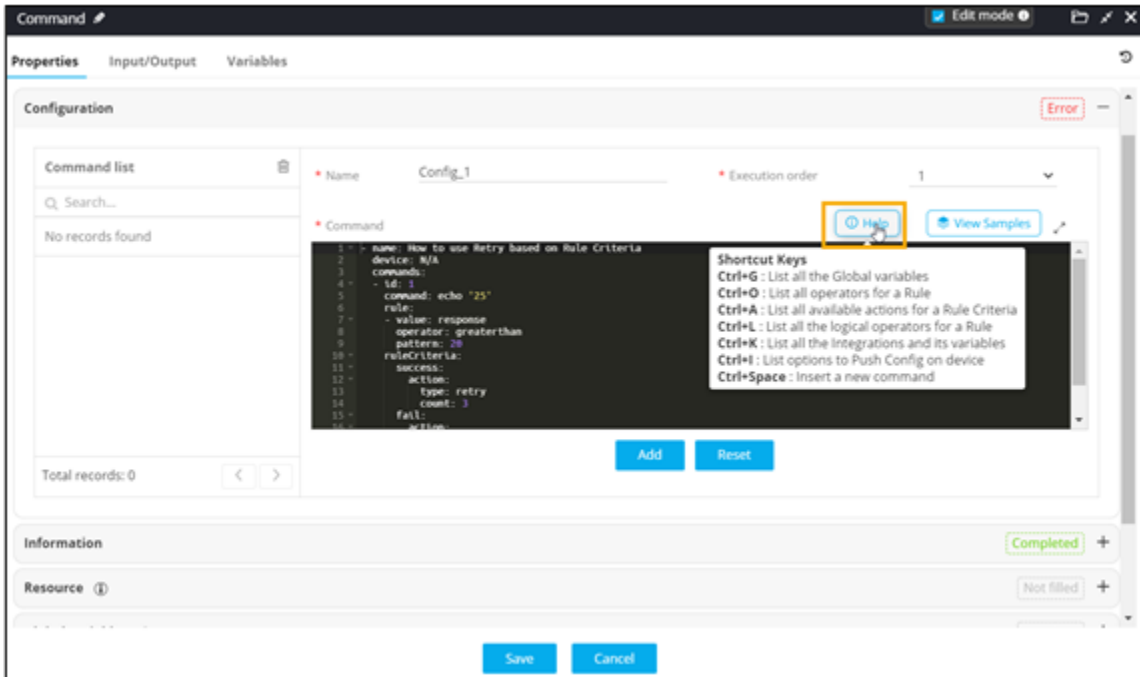 Command
Edit mode
Properties Input/Output Variables
Configuration
Error
Command list
Search...
No records found
Total records: 0
* Name Config_1
* Execution order 1
* Command
Help
View Samples
1 - name: How to use Retry based on Rule Criteria
2 device: N/A
3 commands:
4 - id: 1
5 command: echo "25"
6 rule:
7 - value: response
8 operator: greaterthan
9 pattern: 20
10 ruleCriteria:
11 success:
12 action:
13 type: retry
14 count: 3
15 fail:
16 action:
Shortcut Keys
Ctrl+G : List all the Global variables
Ctrl+O : List all operators for a Rule
Ctrl+A : List all available actions for a Rule Criteria
Ctrl+L : List all the logical operators for a Rule
Ctrl+K : List all the Integrations and its variables
Ctrl+I : List options to Push Config on device
Ctrl+Space : Insert a new command
Add Reset
Information
Completed
Resource
Not filled
Save Cancel